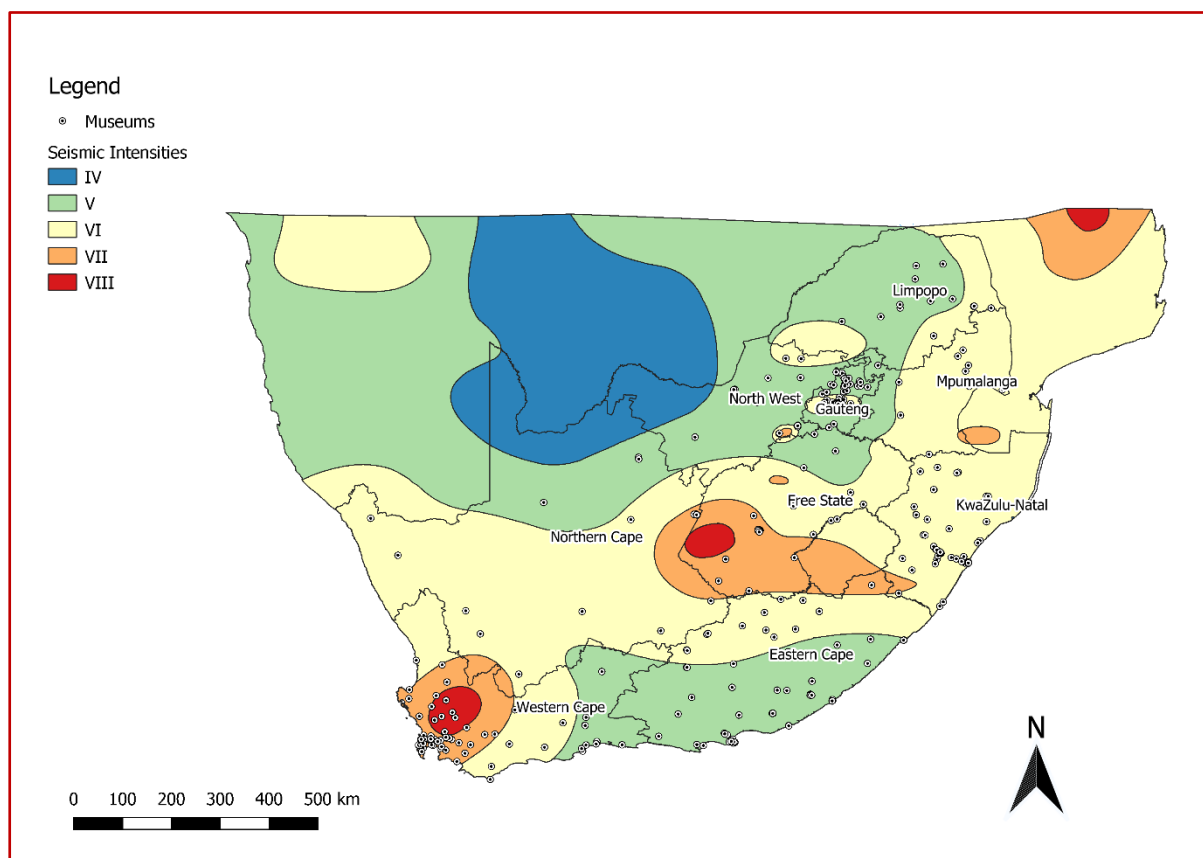 Legend
Museums
Seismic Intensities
IV
V
VI
VII
VIII
Limpopo
Mpumalanga
North West
Gauteng
Free State
KwaZulu-Natal
Northern Cape
Eastern Cape
Western Cape
N
0 100 200 300 400 500 km